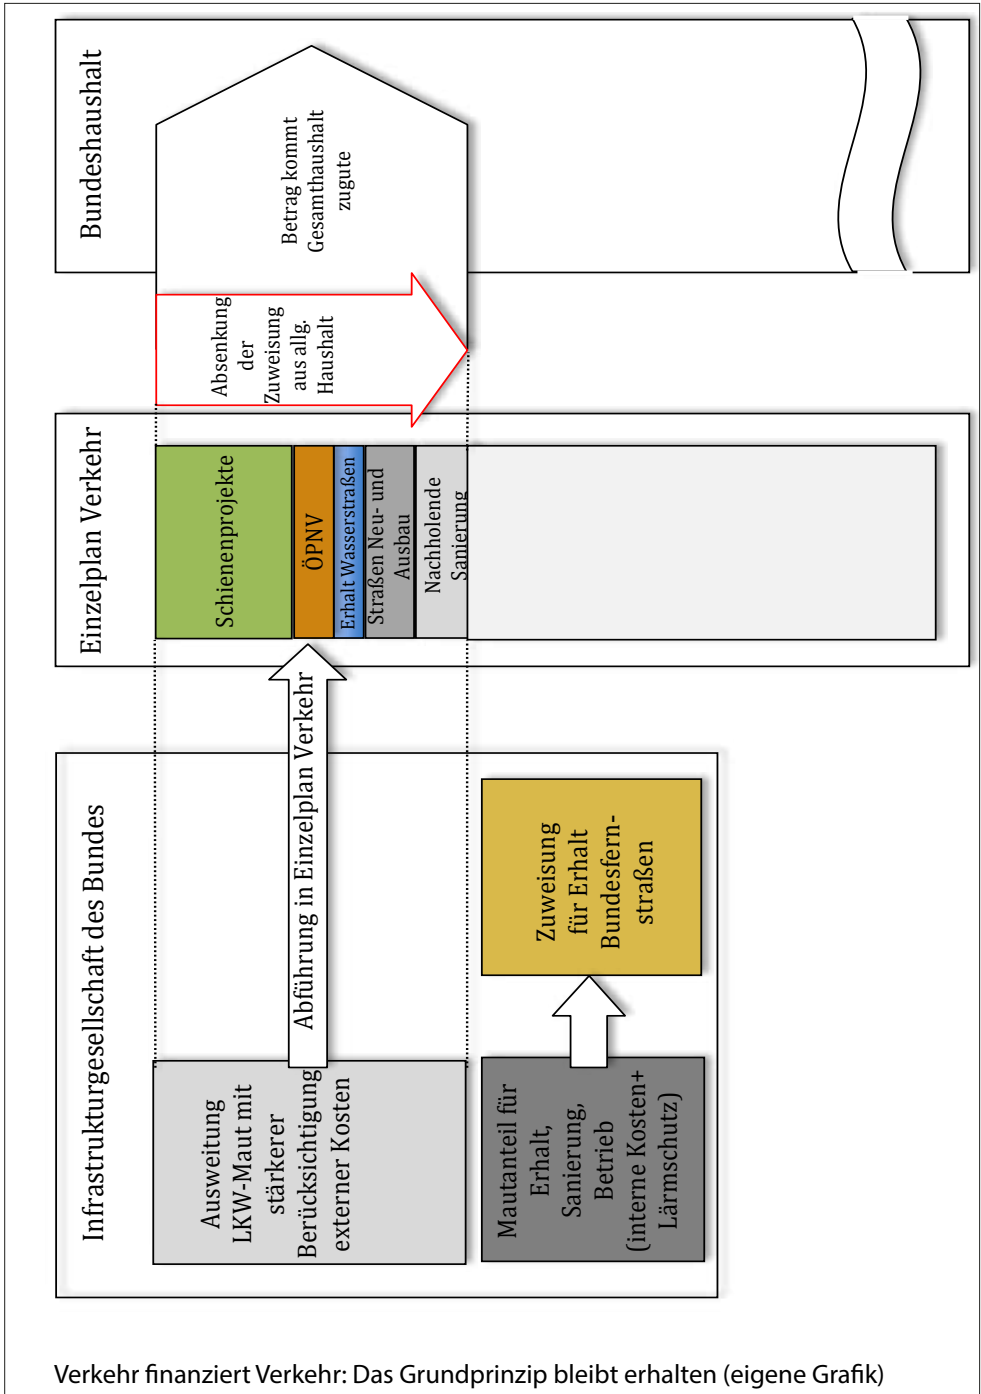 Infrastrukturgesellschaft des Bundes
Ausweitung
LKW-Maut mit
stärkerer
Berücksichtigung
externer Kosten
Abführung in Einzelplan Verkehr
Mautanteil für
Erhalt,
Sanierung,
Betrieb
(interne Kosten+
Lärmschutz)
Zuweisung
für Erhalt
Bundesfern-
straßen
Einzelplan Verkehr
Schienenprojekte
ÖPNV
Erhalt Wasserstraßen
Straßen Neu- und
Ausbau
Nachholende
Sanierung
Absenkung
der
Zuweisung
aus allg.
Haushalt
Bundeshaushalt
Betrag kommt
Gesamthaushalt
zugute
Verkehr finanziert Verkehr: Das Grundprinzip bleibt erhalten (eigene Grafik)